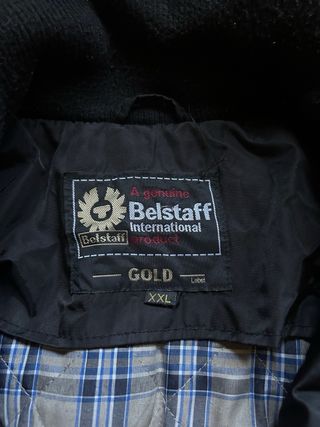 A genuine
Belstaff
International
product
Belstaff
GOLD
Label
XXL